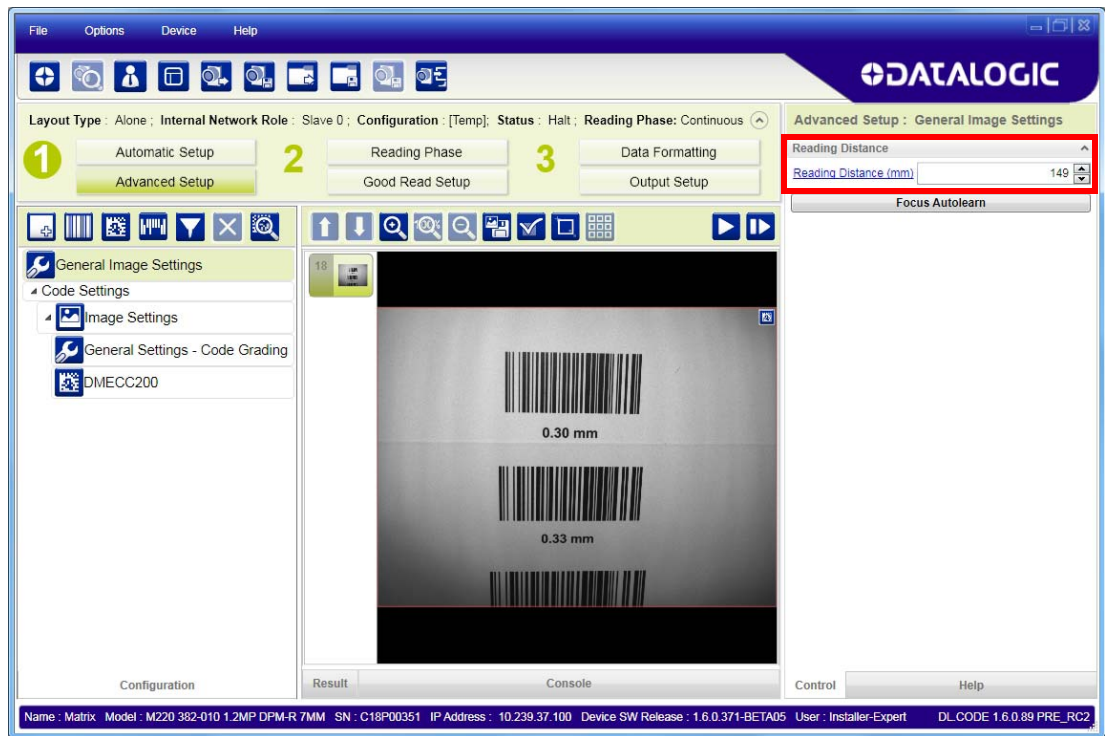 File Options Device Help
DATALOGIC
Layout Type : Alone ; Internal Network Role : Slave 0 ; Configuration : [Temp]; Status : Halt ; Reading Phase: Continuous
Advanced Setup : General Image Settings
1 Automatic Setup 2 Reading Phase 3 Data Formatting
Advanced Setup Good Read Setup Output Setup
Reading Distance
Reading Distance (mm) 149
Focus Autolearn
100%
General Image Settings
Code Settings
Image Settings
General Settings - Code Grading
DMECC200
18
0.30 mm
0.33 mm
Configuration Result Console Control Help
Name : Matrix Model : M220 382-010 1.2MP DPM-R 7MM SN : C18P00351 IP Address : 10.239.37.100 Device SW Release : 1.6.0.371-BETA05 User : Installer-Expert DL.CODE 1.6.0.89 PRE_RC2